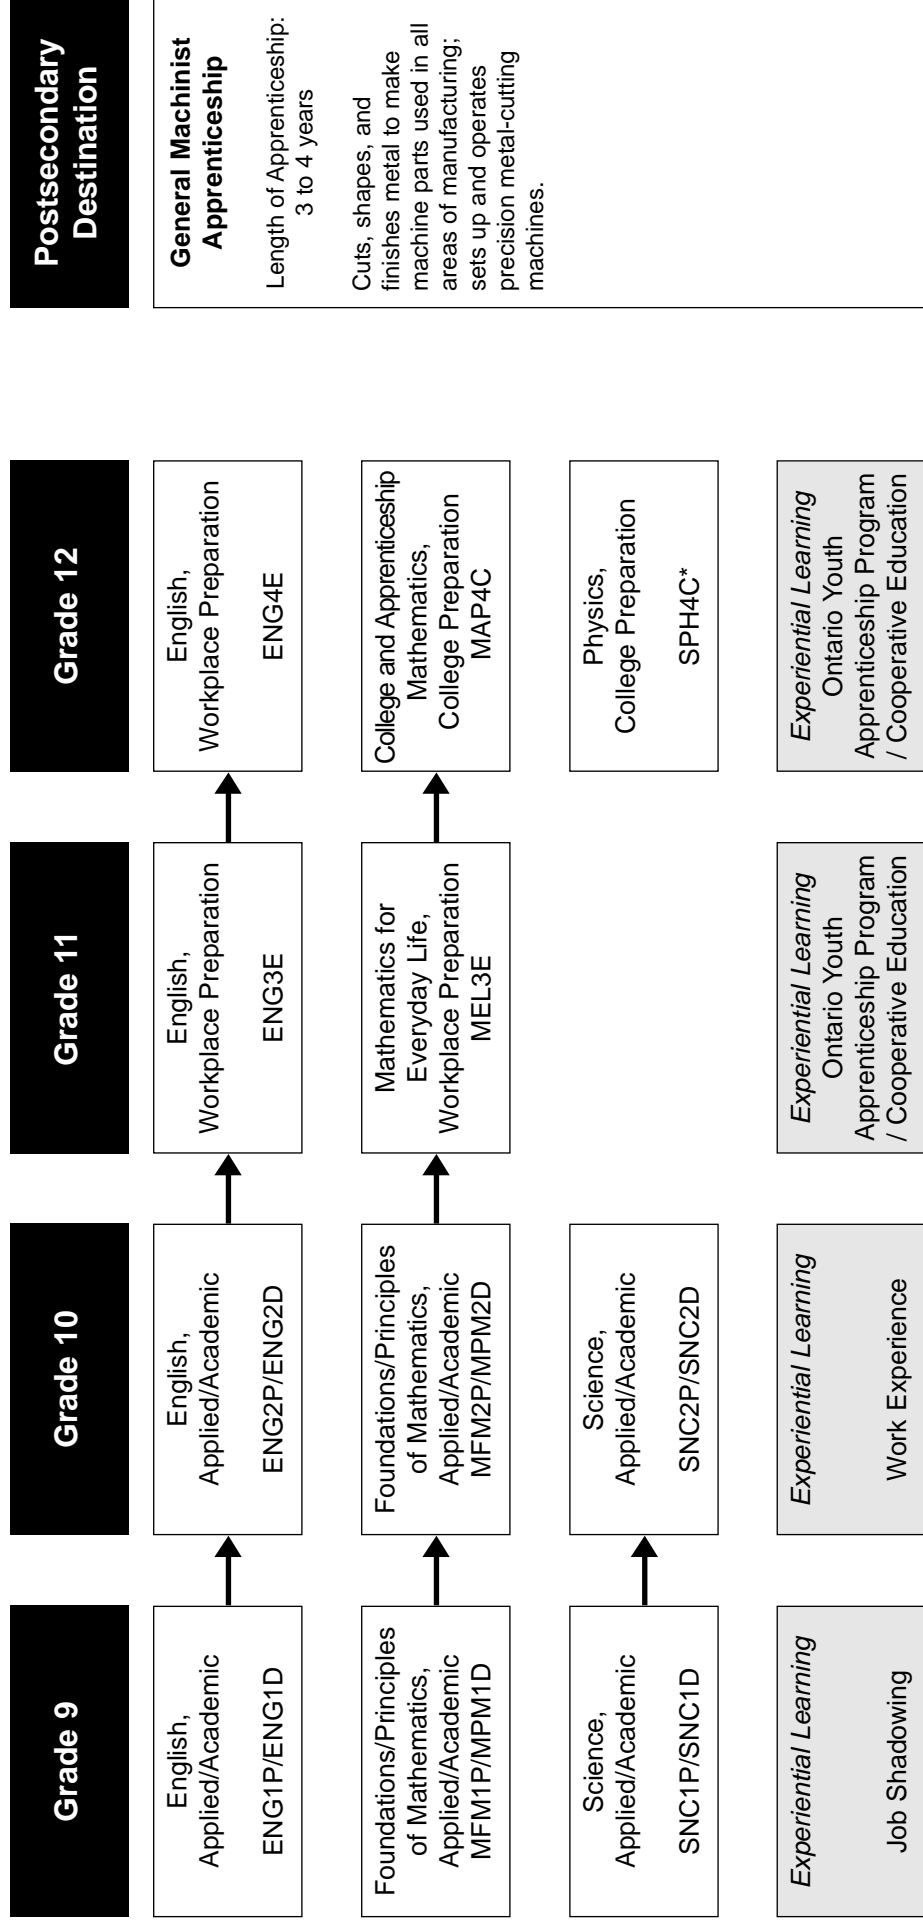 Grade 9
Grade 10
Grade 11
Grade 12
Postsecondary
Destination
English,
Applied/Academic
ENG1P/ENG1D
English,
Applied/Academic
ENG2P/ENG2D
English,
Workplace Preparation
ENG3E
English,
Workplace Preparation
ENG4E
General Machinist
Apprenticeship
Length of Apprenticeship:
3 to 4 years
Cuts, shapes, and
finishes metal to make
machine parts used in all
areas of manufacturing;
sets up and operates
precision metal-cutting
machines.
Foundations/Principles
of Mathematics,
Applied/Academic
MFM1P/MPM1D
Foundations/Principles
of Mathematics,
Applied/Academic
MFM2P/MPM2D
Mathematics for
Everyday Life,
Workplace Preparation
MEL3E
College and Apprenticeship
Mathematics,
College Preparation
MAP4C
Science,
Applied/Academic
SNC1P/SNC1D
Science,
Applied/Academic
SNC2P/SNC2D
Physics,
College Preparation
SPH4C*
Experiential Learning
Job Shadowing
Experiential Learning
Work Experience
Experiential Learning
Ontario Youth
Apprenticeship Program
/ Cooperative Education
Experiential Learning
Ontario Youth
Apprenticeship Program
/ Cooperative Education